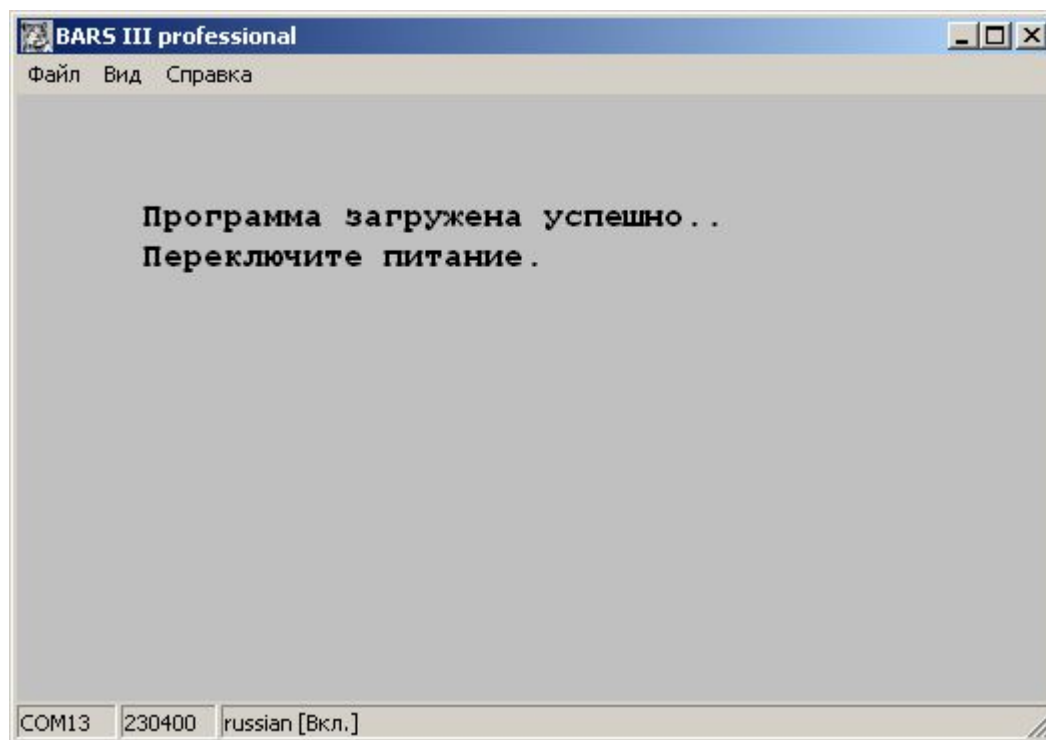 BARS III professional
Файл Вид Справка
Программа загружена успешно..
Переключите питание.
COM13 230400 russian [Вкл.]